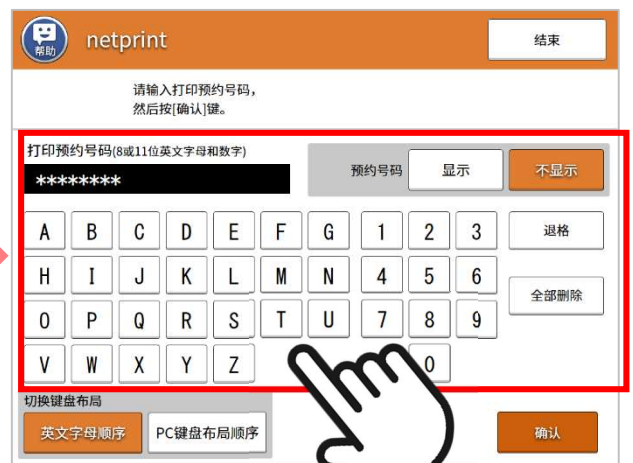 帮助
netprint
结束
请输入打印预约号码，
然后按[确认]键。
打印预约号码(8或11位英文字母和数字)
********
预约号码
显示
不显示
A B C D E F G 1 2 3
退格
H I J K L M N 4 5 6
全部删除
O P Q R S T U 7 8 9
V W X Y Z 0
切换键盘布局
英文字母顺序
PC键盘布局顺序
确认